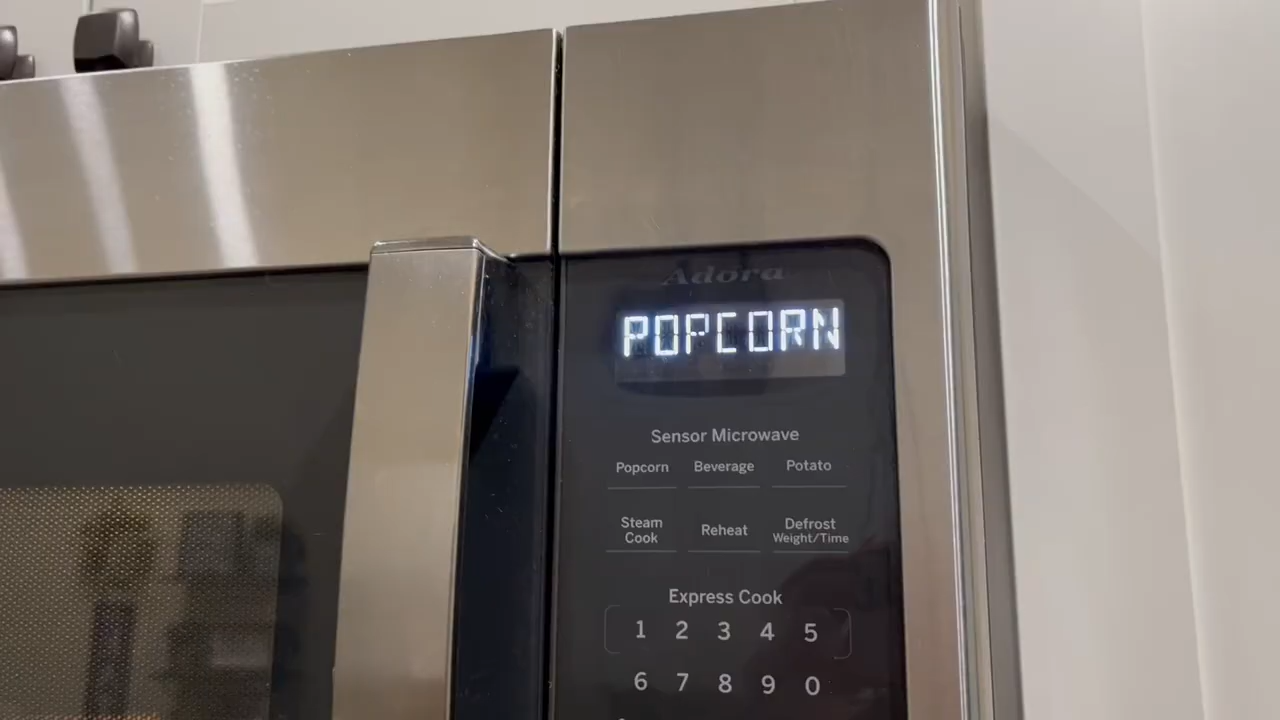 Adora
POPCORN
Sensor Microwave
Popcorn Beverage Potato
Steam Cook Reheat Defrost Weight/Time
Express Cook
1 2 3 4 5
6 7 8 9 0